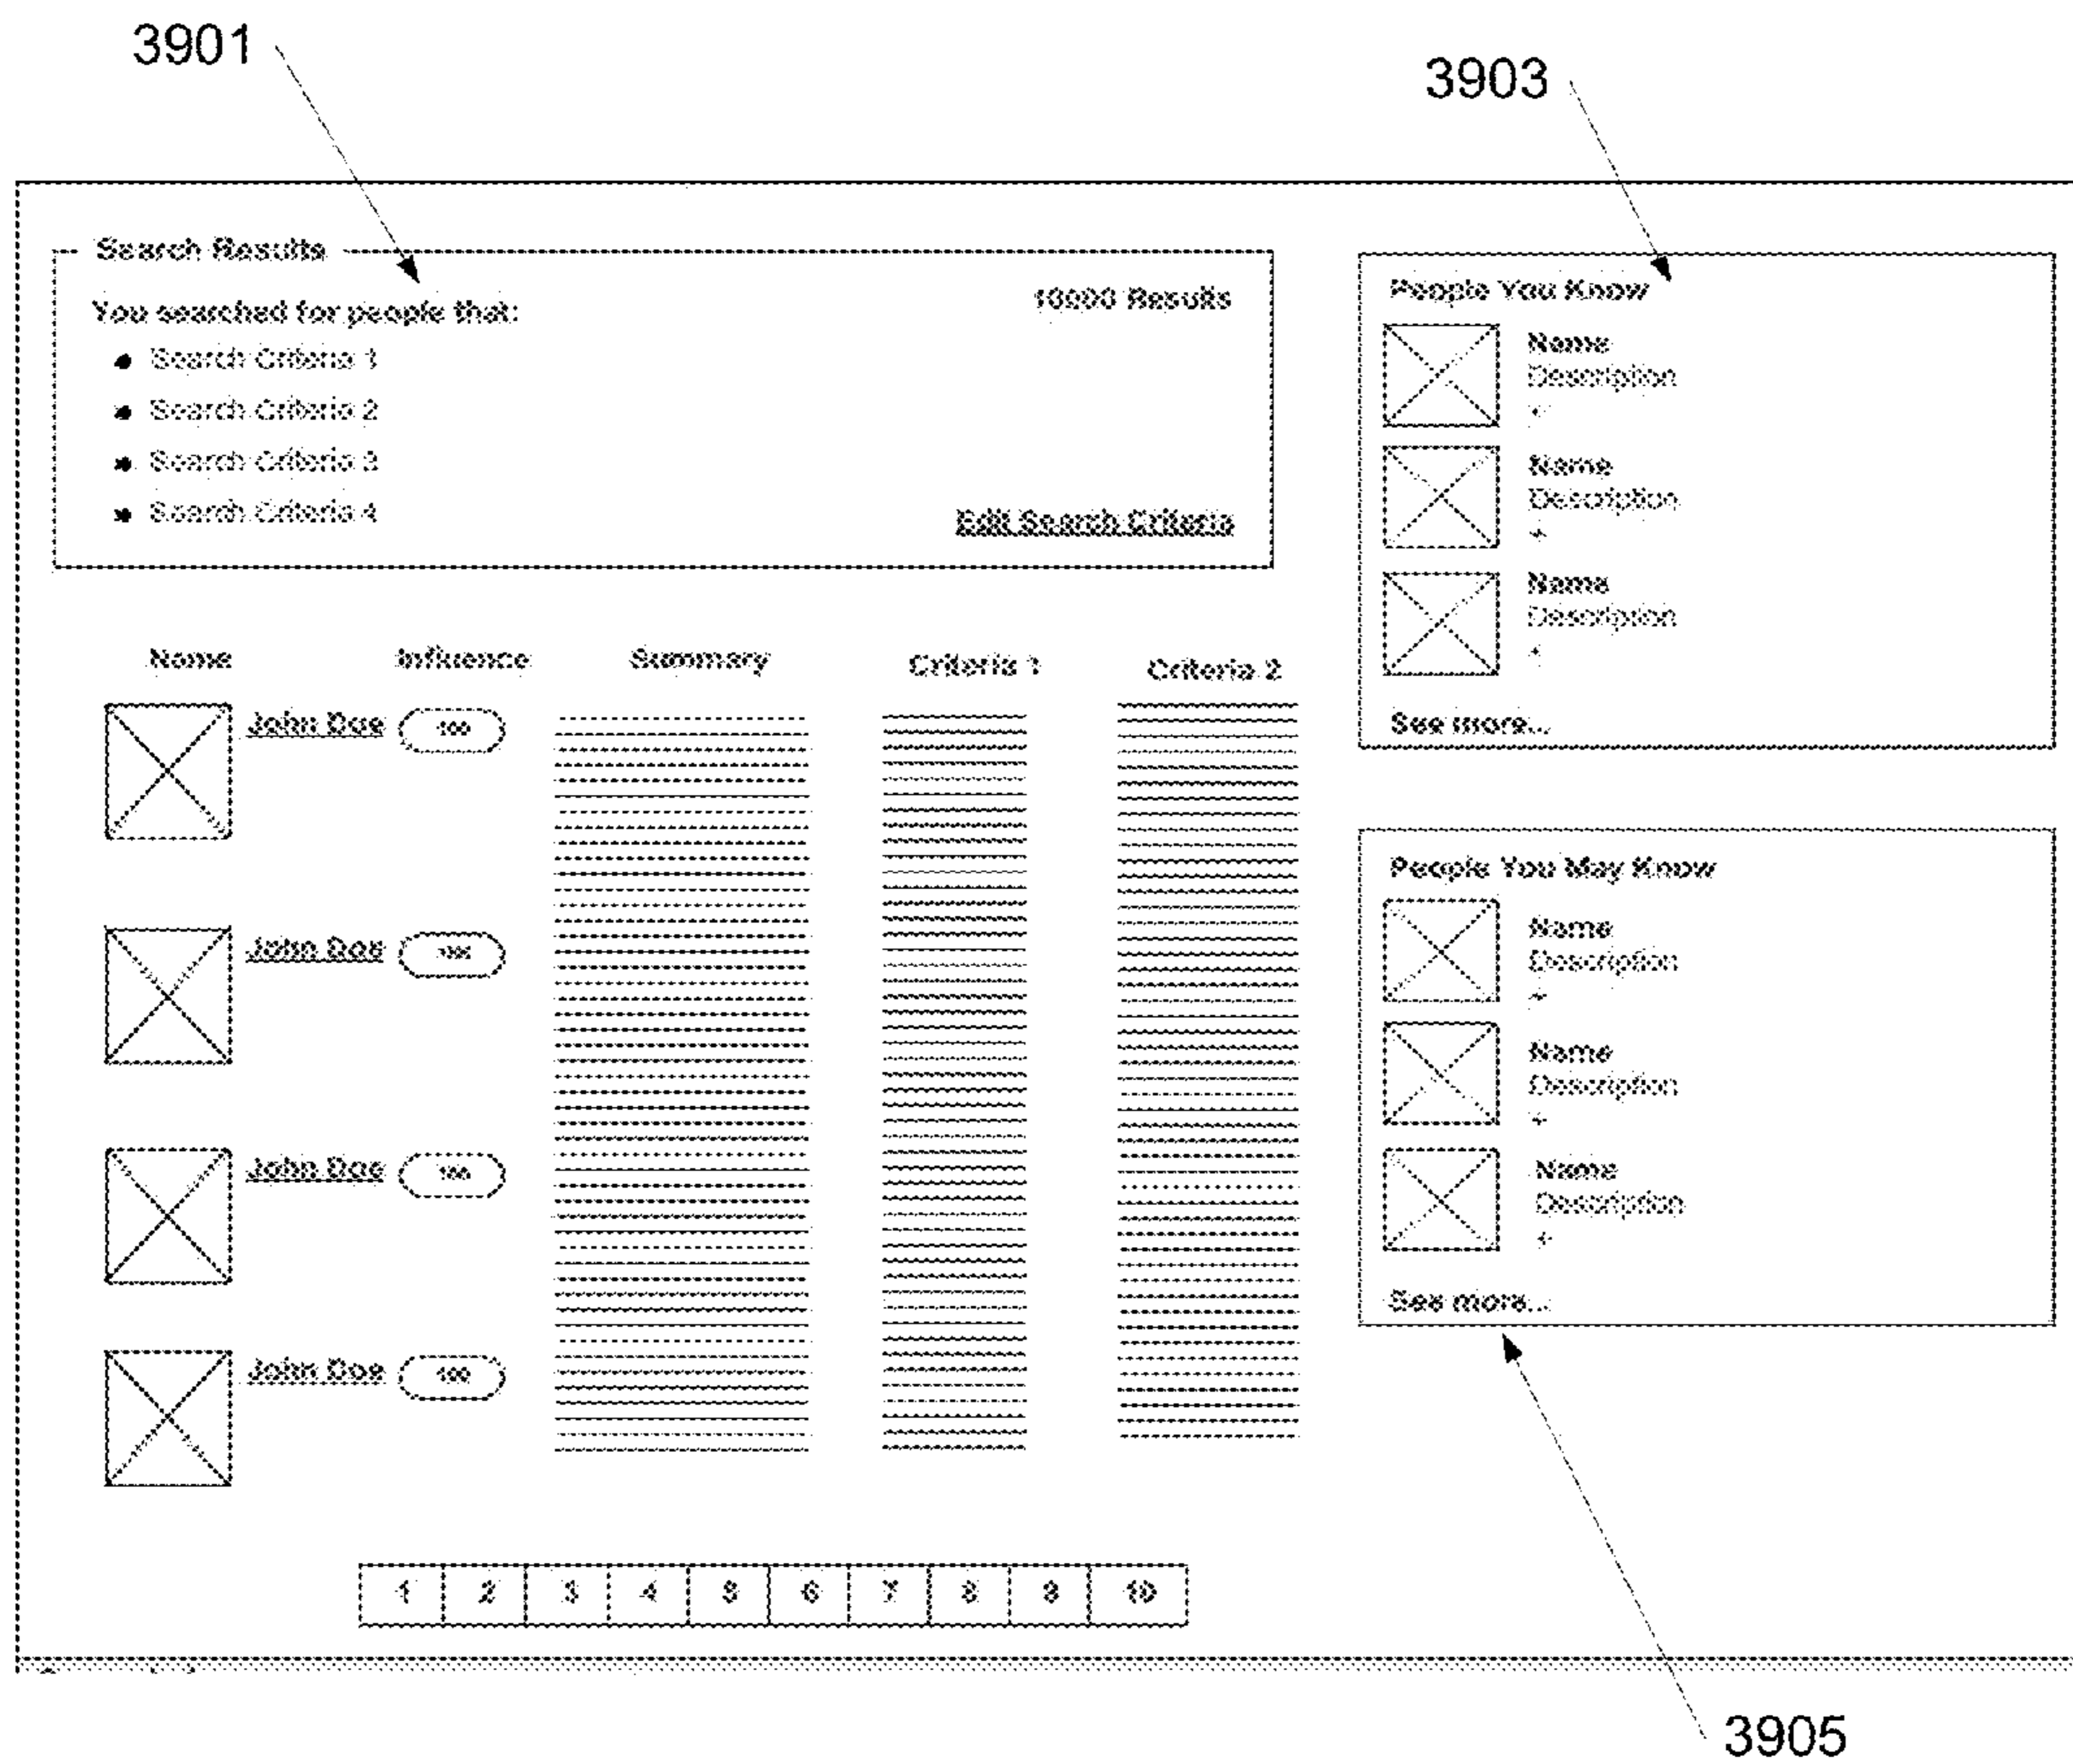 3901
3903
Search Results
10000 Results
You searched for people that:
Search Criteria 1
Search Criteria 2
Search Criteria 3
Search Criteria 4
Edit Search Criteria
Name Influence Summary Criteria 1 Criteria 2
John Doe 100
John Doe 100
John Doe 100
John Doe 100
1 2 3 4 5 6 7 8 9 10
People You Know
Name
Description
+
Name
Description
+
Name
Description
+
See more...
People You May Know
Name
Description
+
Name
Description
+
Name
Description
+
See more...
3905